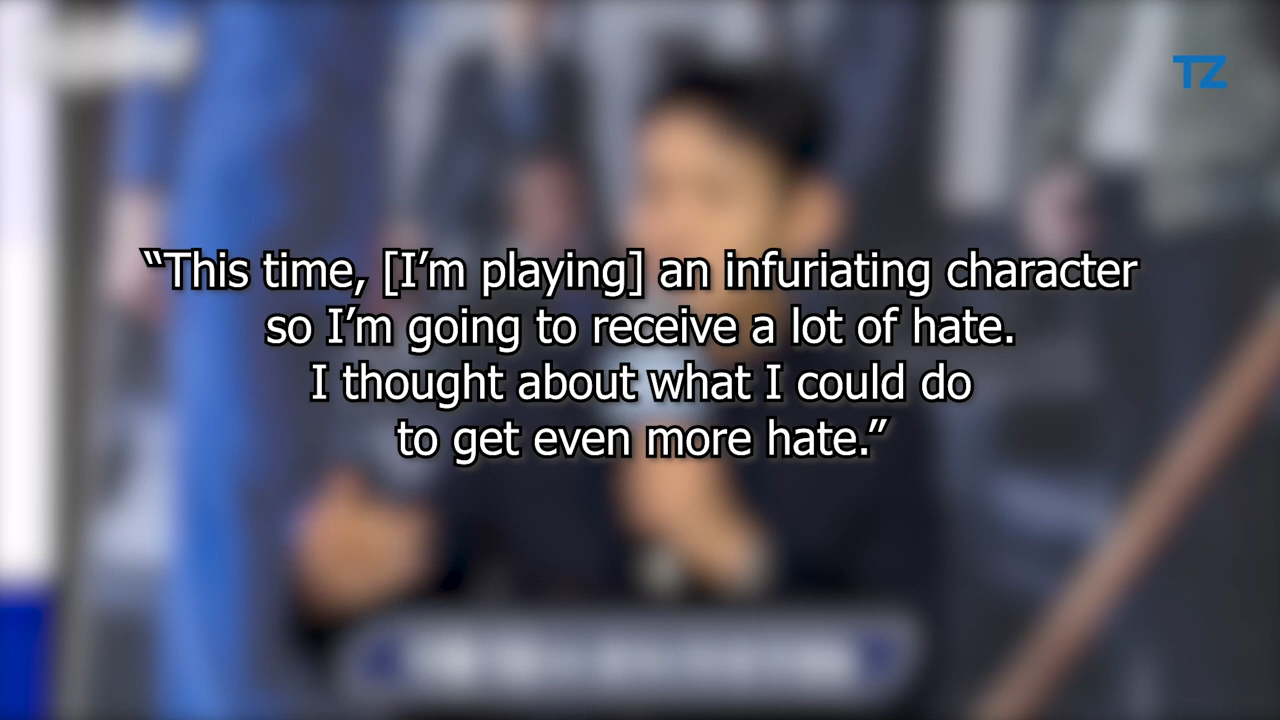 TZ
“This time, [I’m playing] an infuriating character
so I’m going to receive a lot of hate.
I thought about what I could do
to get even more hate.”